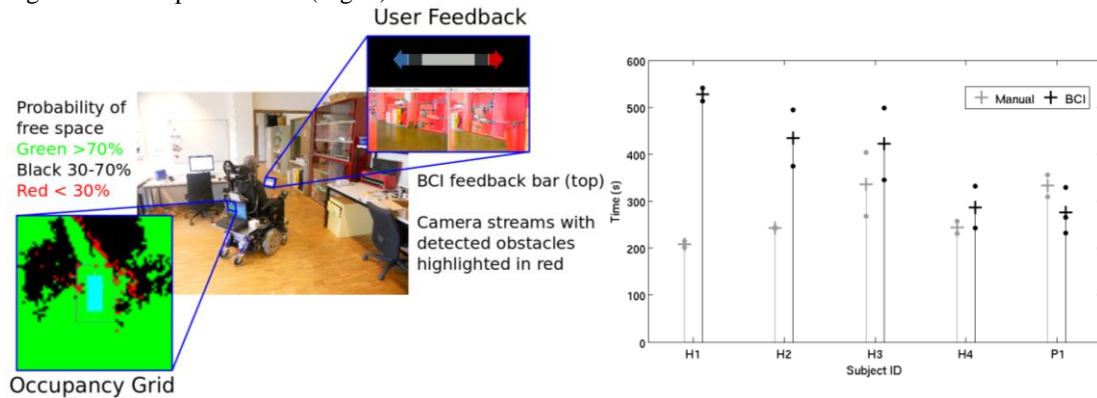 User Feedback
Probability of
free space
Green >70%
Black 30-70%
Red < 30%
BCI feedback bar (top)
Camera streams with
detected obstacles
highlighted in red
Occupancy Grid
600
500
400
300
200
100
0
Time (s)
Manual
BCI
H1
H2
H3
H4
P1
Subject ID